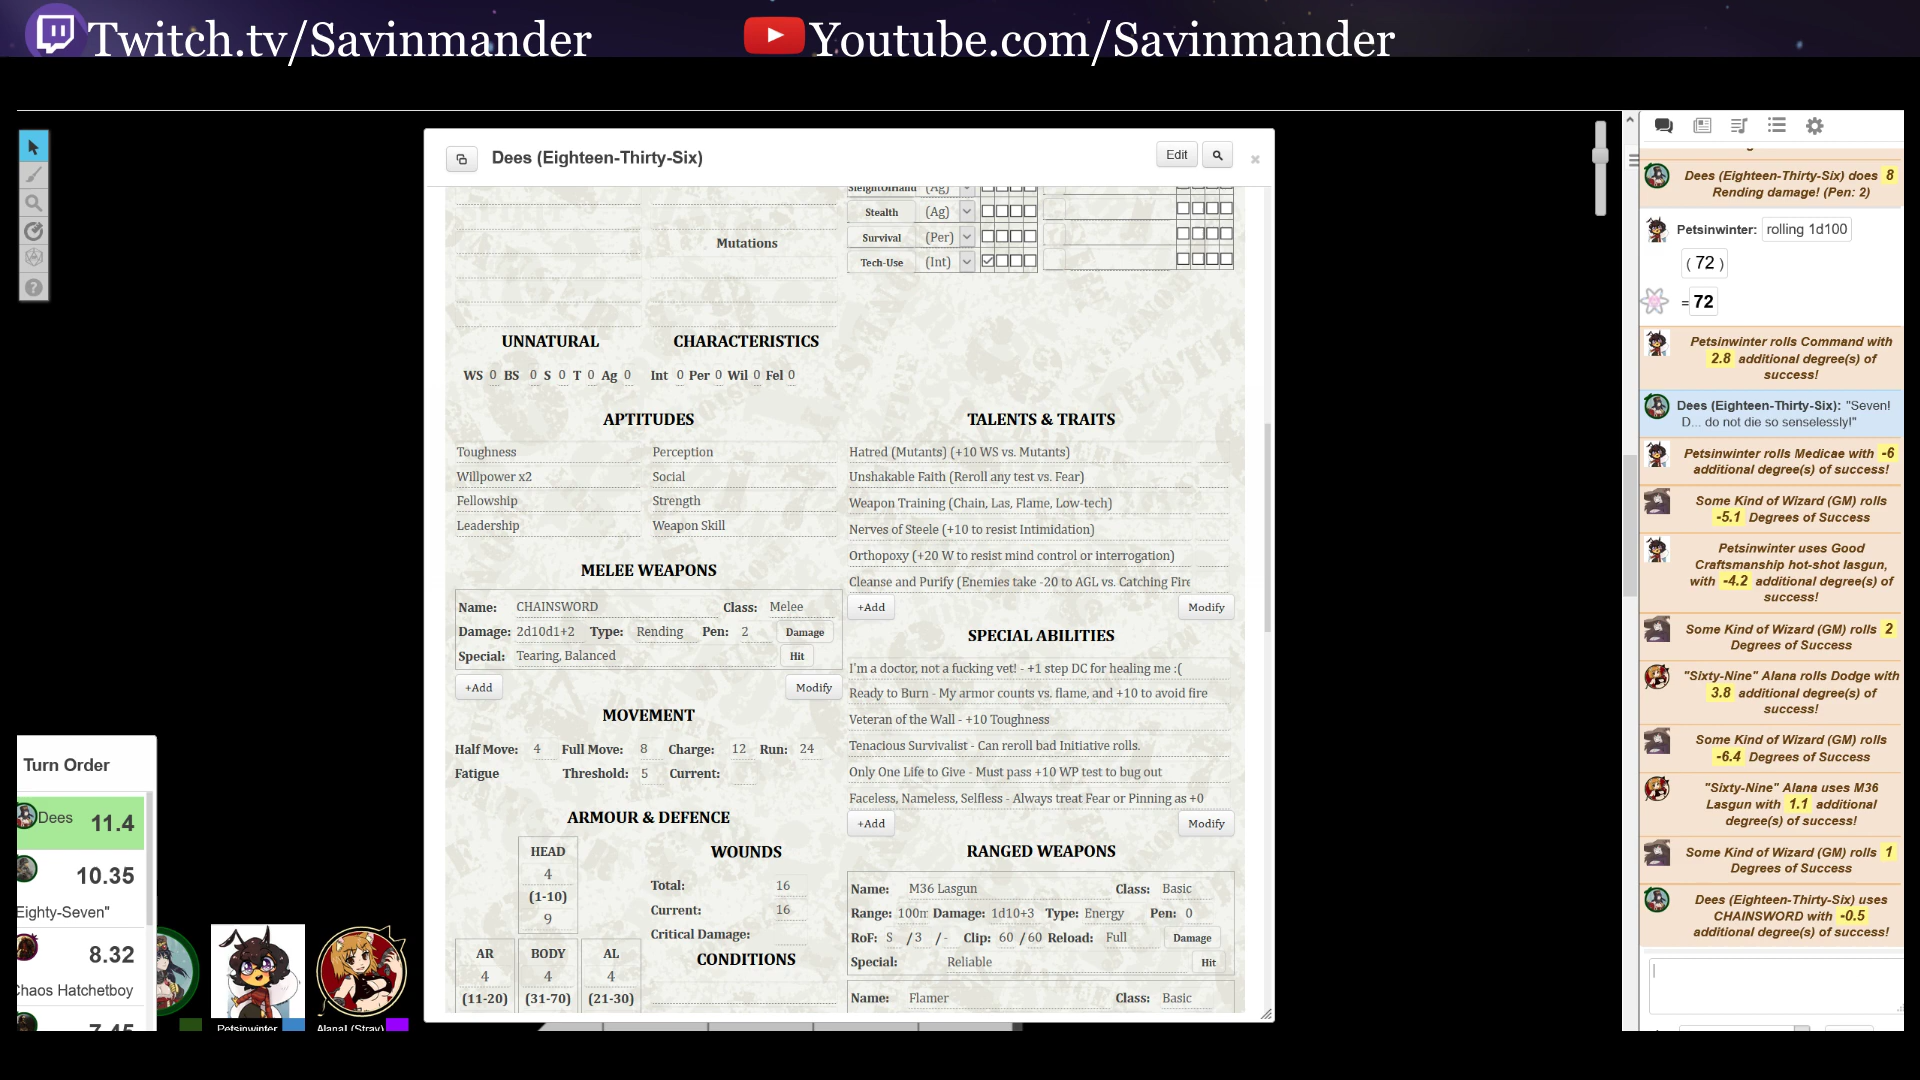 Twitch.tv/Savinmander
Youtube.com/Savinmander
Dees (Eighteen-Thirty-Six)
Edit
SleightOfHand (Ag)
Stealth (Ag)
Survival (Per)
Tech-Use (Int)
Mutations
UNNATURAL CHARACTERISTICS
WS 0 BS 0 S 0 T 0 Ag 0 Int 0 Per 0 Wil 0 Fel 0
APTITUDES
Toughness Perception
Willpower x2 Social
Fellowship Strength
Leadership Weapon Skill
MELEE WEAPONS
Name: CHAINSWORD Class: Melee
Damage: 2d10d1+2 Type: Rending Pen: 2 Damage
Special: Tearing, Balanced Hit
+Add Modify
MOVEMENT
Half Move: 4 Full Move: 8 Charge: 12 Run: 24
Fatigue Threshold: 5 Current:
ARMOUR & DEFENCE
HEAD
4
(1-10)
9
AR BODY AL
4 4 4
(11-20) (31-70) (21-30)
WOUNDS
Total: 16
Current: 16
Critical Damage:
CONDITIONS
TALENTS & TRAITS
Hatred (Mutants) (+10 WS vs. Mutants)
Unshakable Faith (Reroll any test vs. Fear)
Weapon Training (Chain, Las, Flame, Low-tech)
Nerves of Steele (+10 to resist Intimidation)
Orthopoxy (+20 W to resist mind control or interrogation)
Cleanse and Purify (Enemies take -20 to AGL vs. Catching Fire
+Add Modify
SPECIAL ABILITIES
I'm a doctor, not a fucking vet! - +1 step DC for healing me :(
Ready to Burn - My armor counts vs. flame, and +10 to avoid fire
Veteran of the Wall - +10 Toughness
Tenacious Survivalist - Can reroll bad Initiative rolls.
Only One Life to Give - Must pass +10 WP test to bug out
Faceless, Nameless, Selfless - Always treat Fear or Pinning as +0
+Add Modify
RANGED WEAPONS
Name: M36 Lasgun Class: Basic
Range: 100m Damage: 1d10+3 Type: Energy Pen: 0
RoF: S /3 /- Clip: 60 /60 Reload: Full Damage
Special: Reliable Hit
Name: Flamer Class: Basic
Turn Order
Dees 11.4
10.35
Eighty-Seven"
8.32
Chaos Hatchetboy
7.45
Petsinwinter
Alana! (Stray)
Dees (Eighteen-Thirty-Six) does 8
Rending damage! (Pen: 2)
Petsinwinter: rolling 1d100
( 72 )
=72
Petsinwinter rolls Command with
2.8 additional degree(s) of
success!
Dees (Eighteen-Thirty-Six): "Seven!
D... do not die so senselessly!"
Petsinwinter rolls Medicae with -6
additional degree(s) of success!
Some Kind of Wizard (GM) rolls
-5.1 Degrees of Success
Petsinwinter uses Good
Craftsmanship hot-shot lasgun,
with -4.2 additional degree(s) of
success!
Some Kind of Wizard (GM) rolls 2
Degrees of Success
"Sixty-Nine" Alana rolls Dodge with
3.8 additional degree(s) of
success!
Some Kind of Wizard (GM) rolls
-6.4 Degrees of Success
"Sixty-Nine" Alana uses M36
Lasgun with 1.1 additional
degree(s) of success!
Some Kind of Wizard (GM) rolls 1
Degrees of Success
Dees (Eighteen-Thirty-Six) uses
CHAINSWORD with -0.5
additional degree(s) of success!